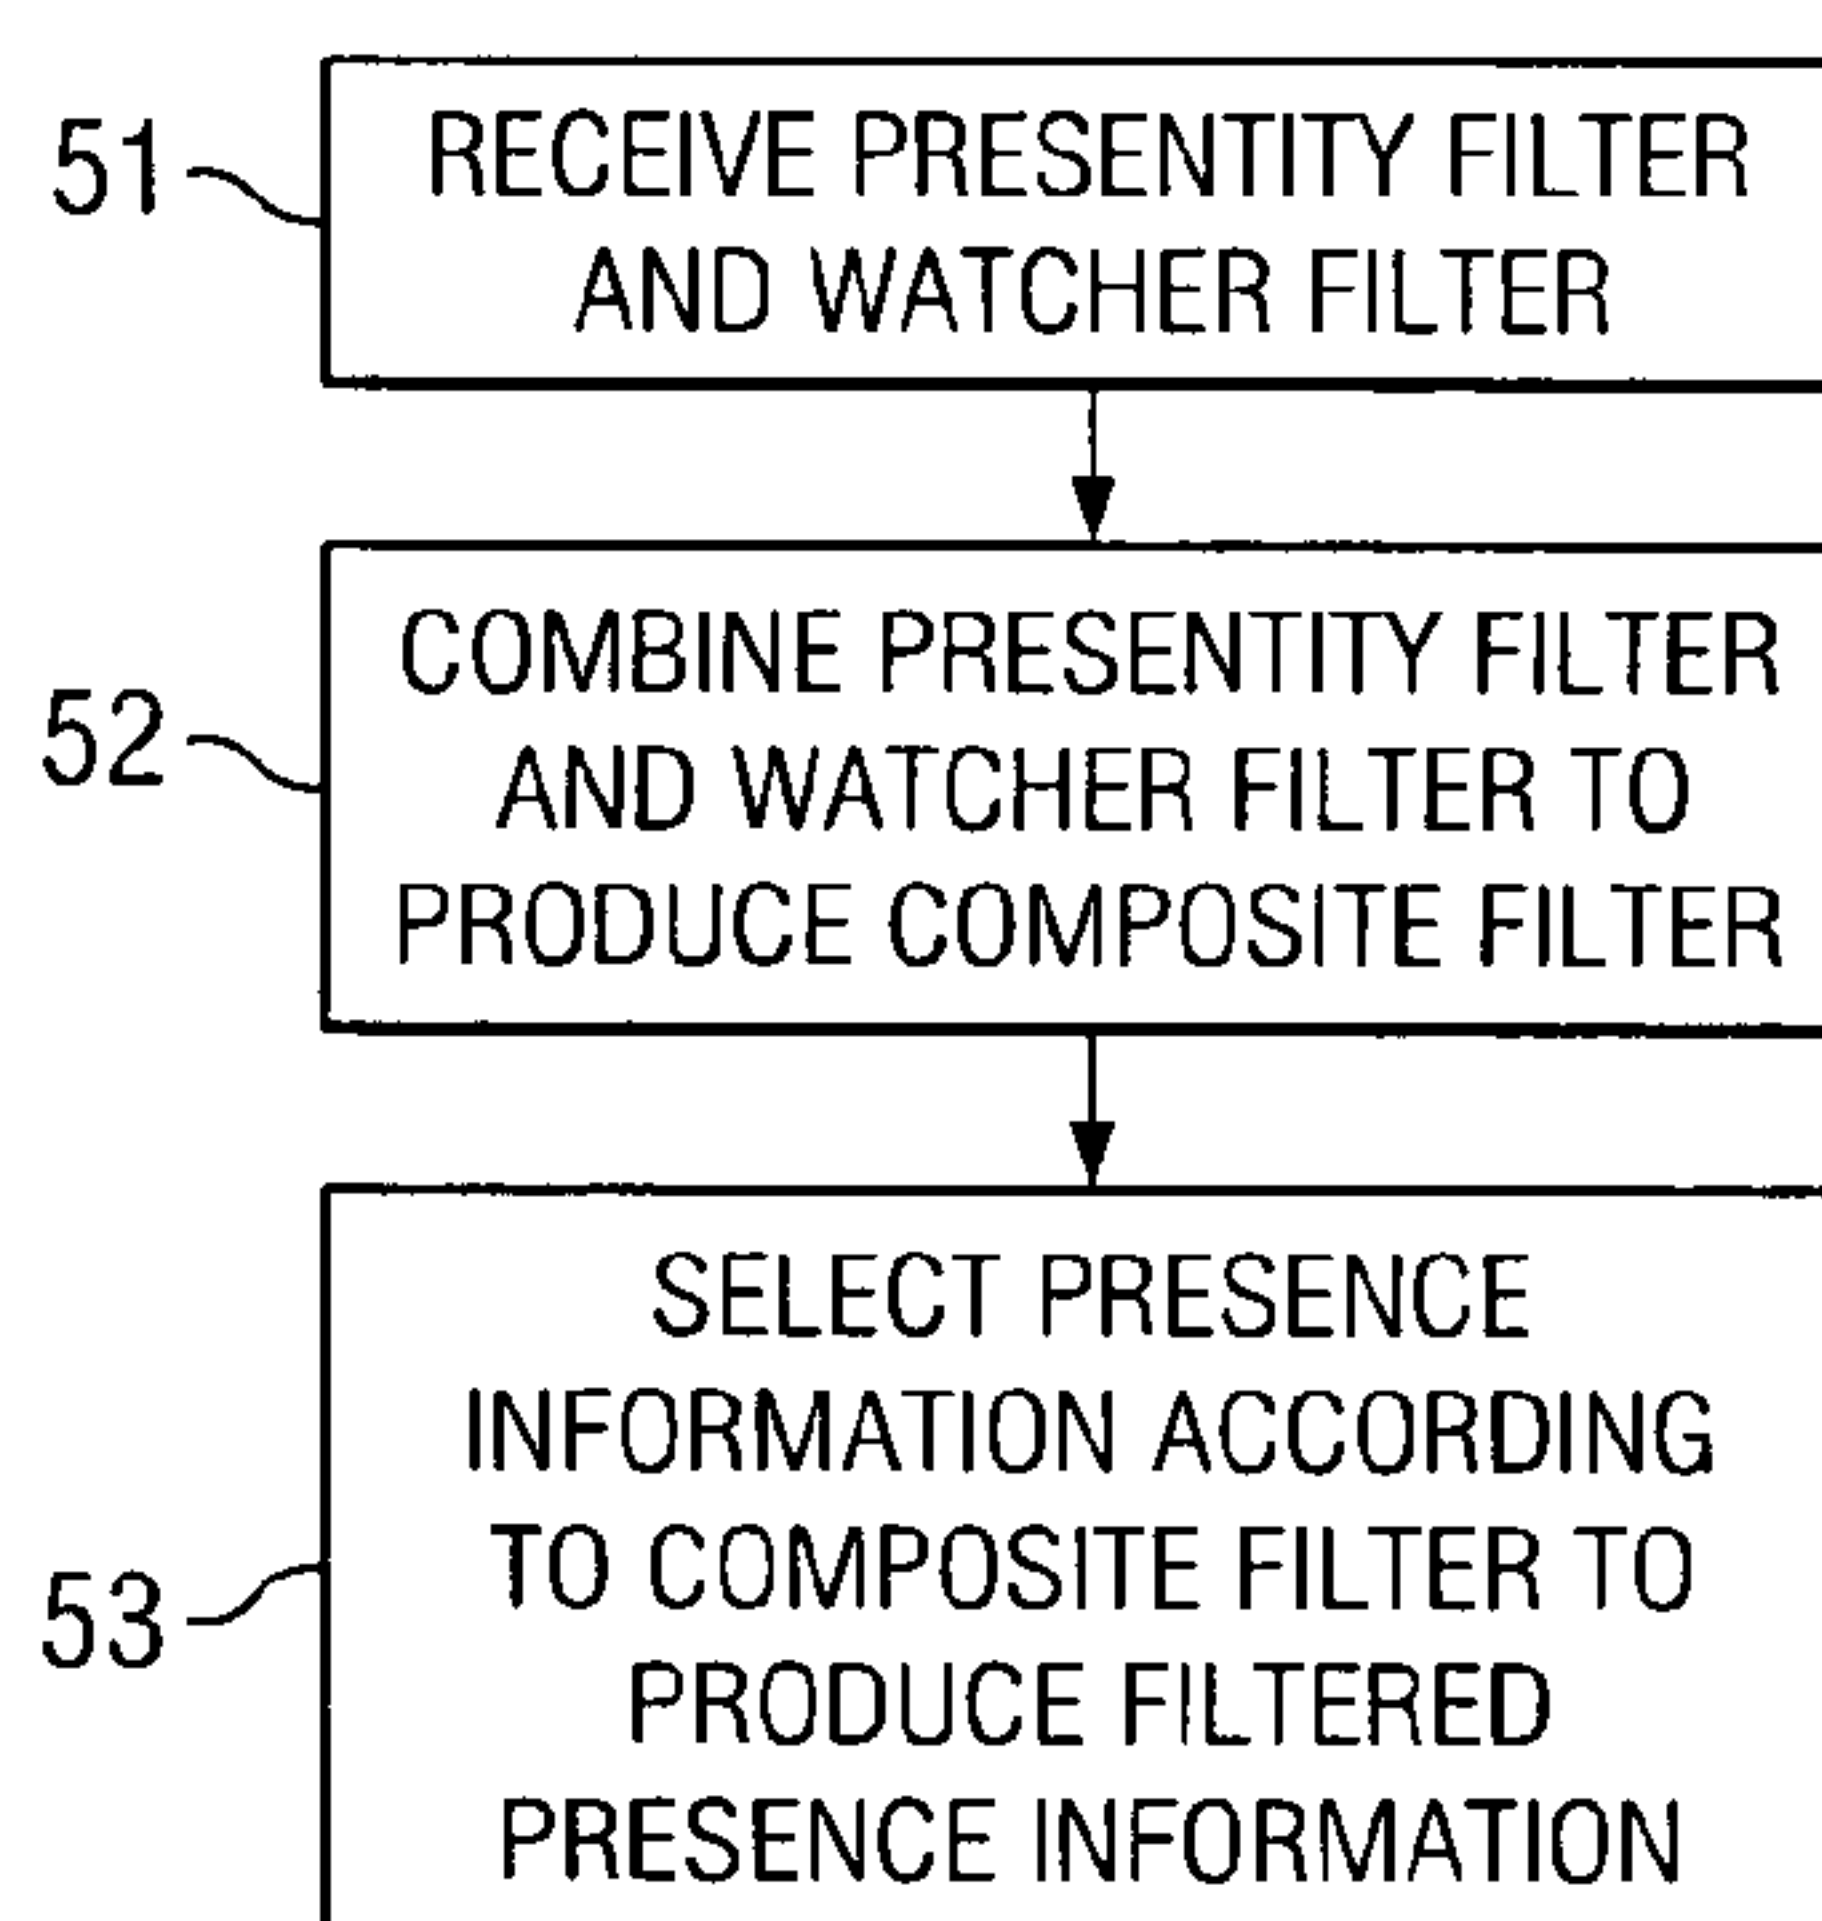 51
RECEIVE PRESENTITY FILTER
AND WATCHER FILTER
52
COMBINE PRESENTITY FILTER
AND WATCHER FILTER TO
PRODUCE COMPOSITE FILTER
53
SELECT PRESENCE
INFORMATION ACCORDING
TO COMPOSITE FILTER TO
PRODUCE FILTERED
PRESENCE INFORMATION